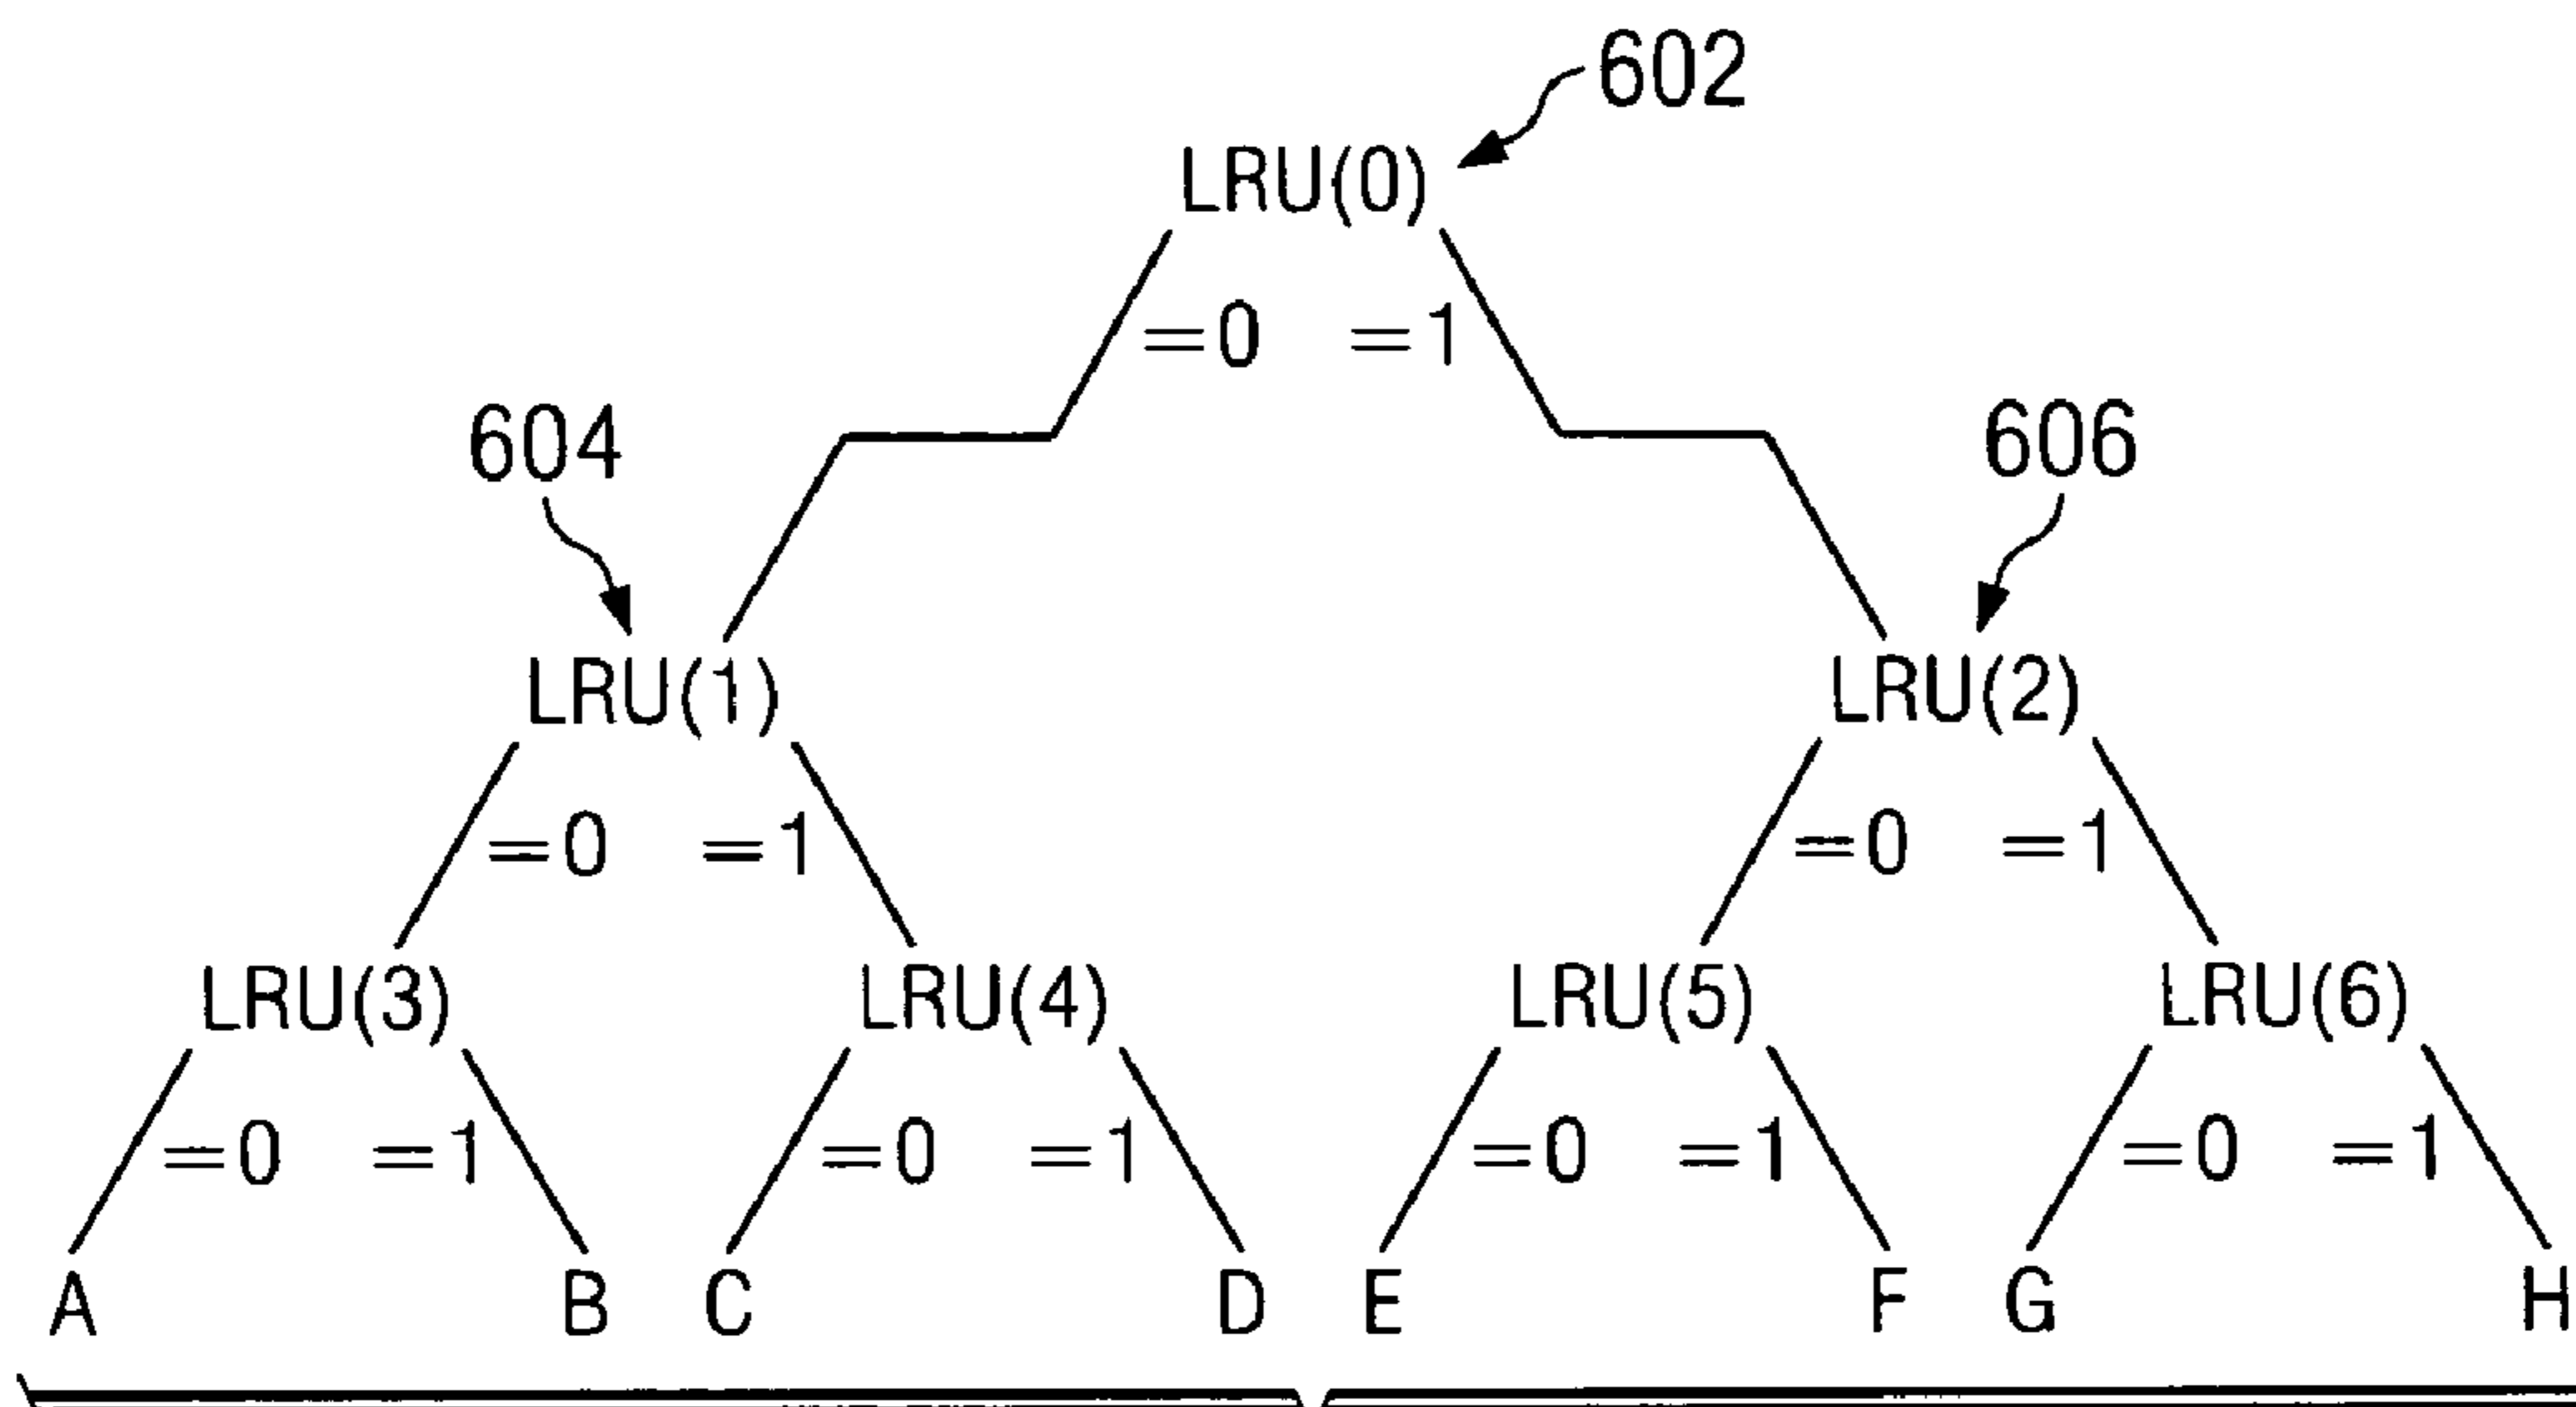 602
LRU(0)
=0 =1
604 606
LRU(1) LRU(2)
=0 =1 =0 =1
LRU(3) LRU(4) LRU(5) LRU(6)
=0 =1 =0 =1 =0 =1 =0 =1
A B C D E F G H